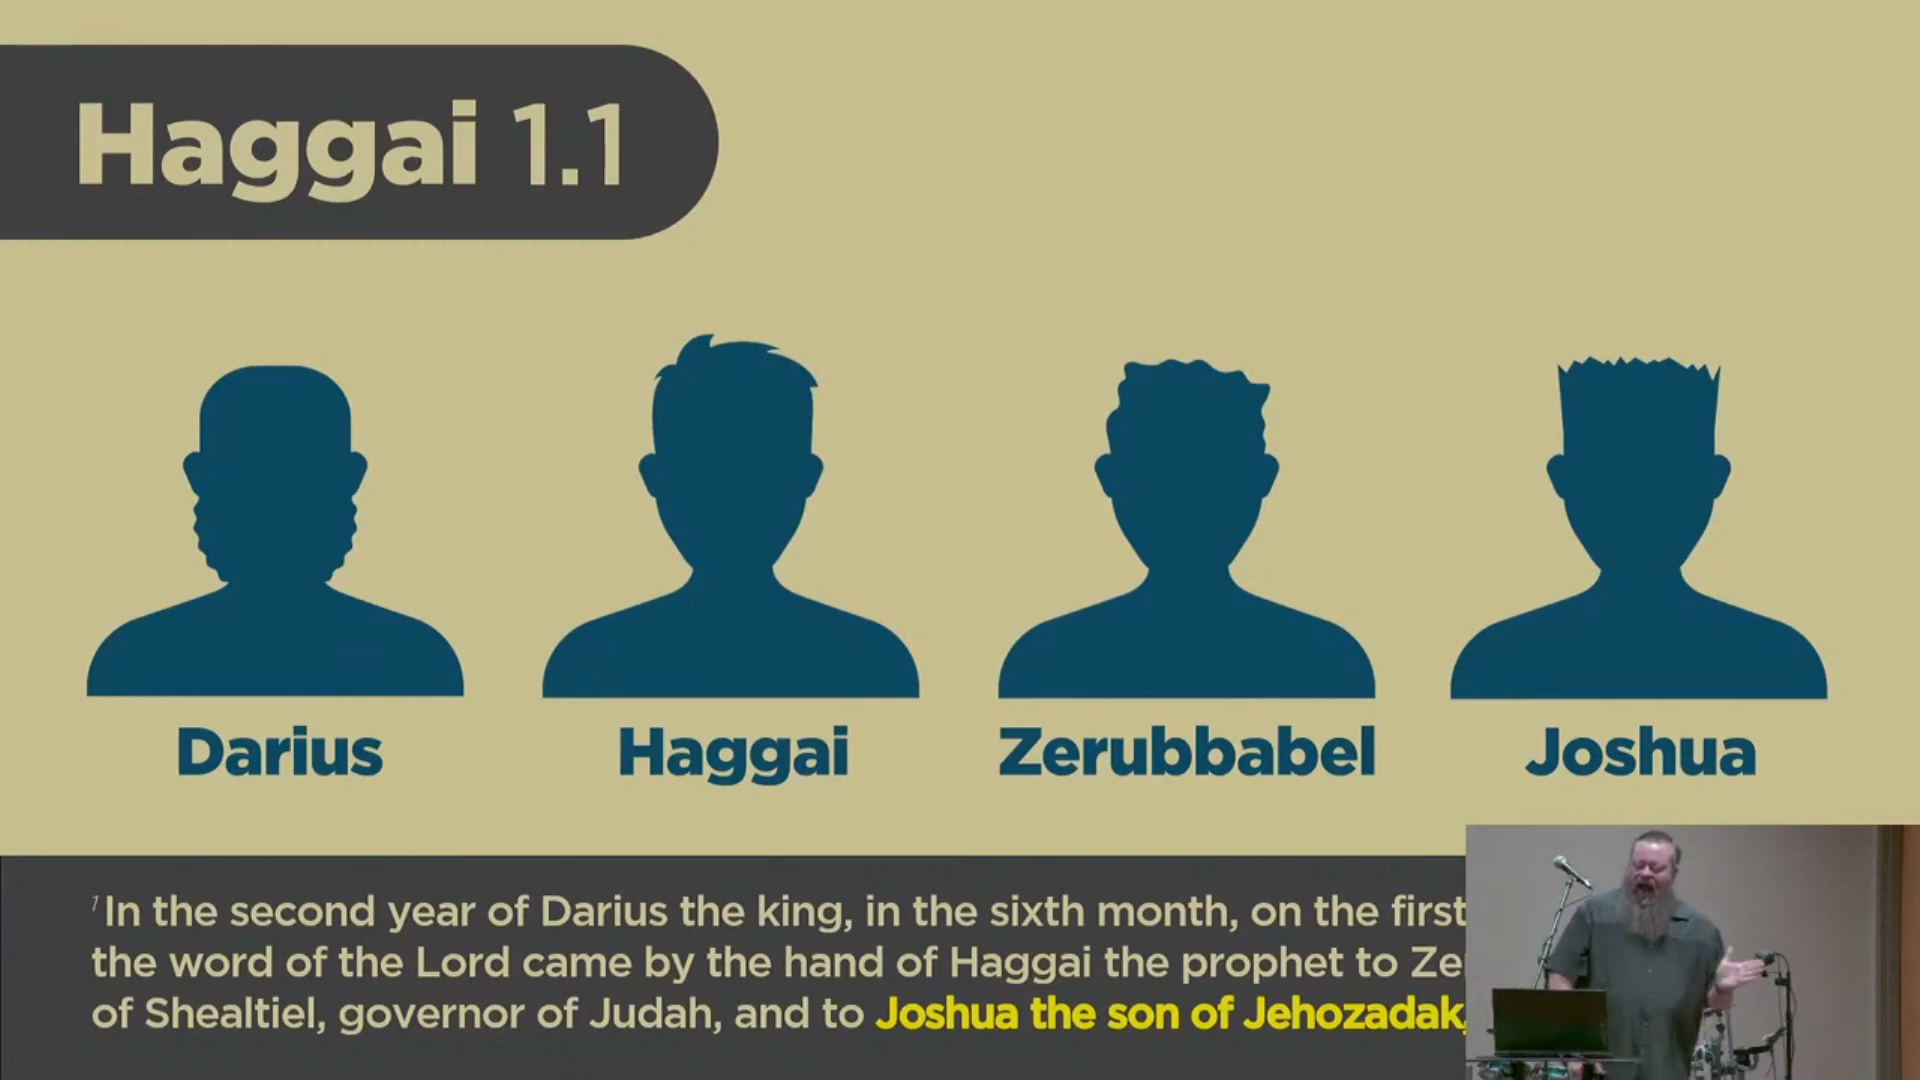 Haggai 1.1
Darius Haggai Zerubbabel Joshua
1 In the second year of Darius the king, in the sixth month, on the first
the word of the Lord came by the hand of Haggai the prophet to
of Shealtiel, governor of Judah, and to Joshua the son of Jehozadak,